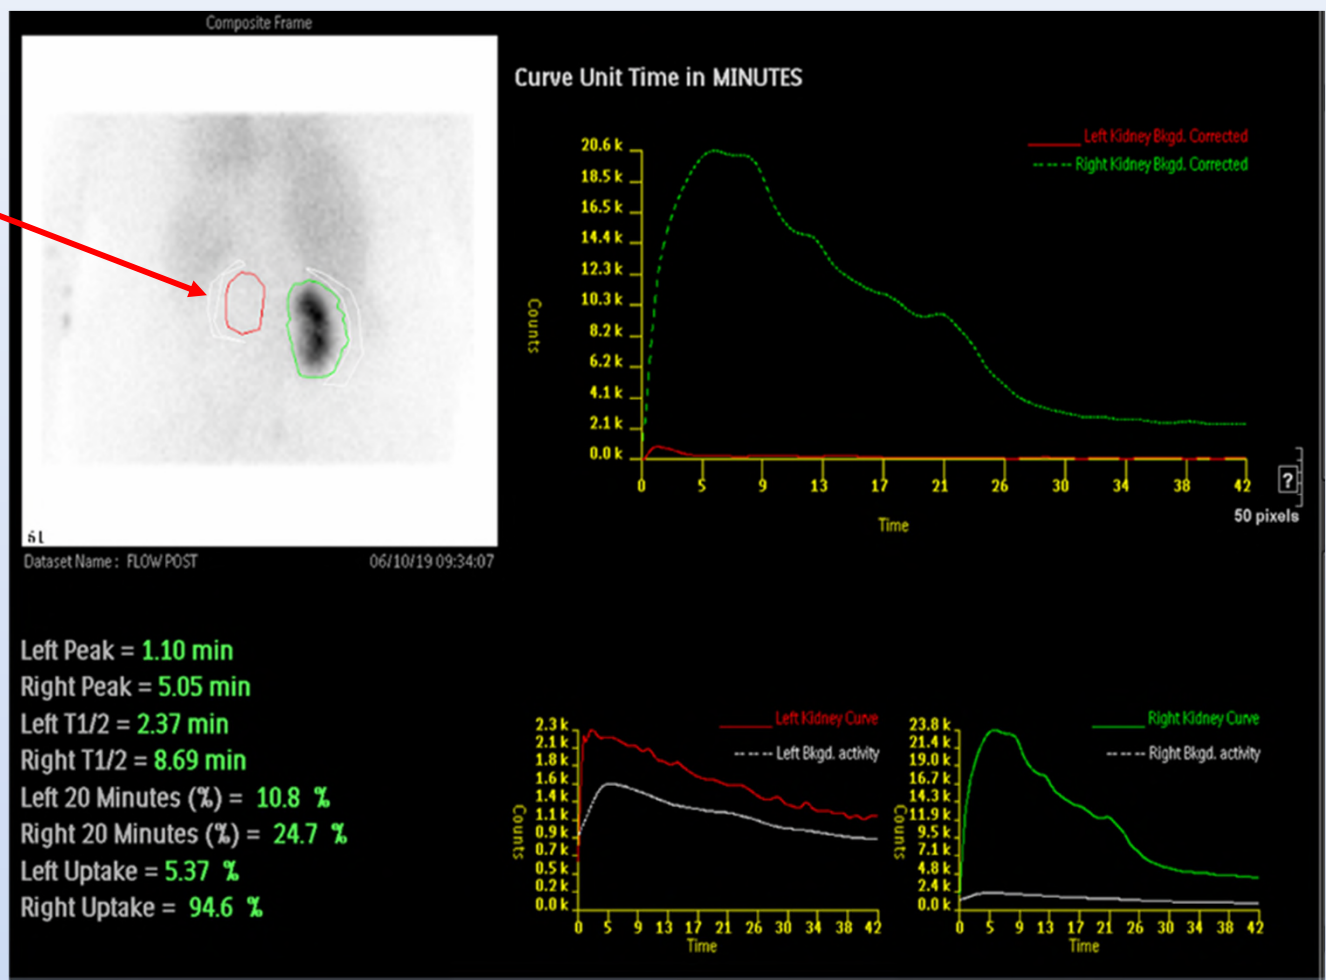 Composite Frame
Curve Unit Time in MINUTES
Left Kidney Bkgd. Corrected
Right Kidney Bkgd. Corrected
20.6 k
18.5 k
16.5 k
14.4 k
12.3 k
10.3 k
8.2 k
6.2 k
4.1 k
2.1 k
0.0 k
Counts
0 5 9 13 17 21 26 30 34 38 42
Time
?
50 pixels
Dataset Name : FLOW POST 06/10/19 09:34:07
Left Peak = 1.10 min
Right Peak = 5.05 min
Left T1/2 = 2.37 min
Right T1/2 = 8.69 min
Left 20 Minutes (%) = 10.8 %
Right 20 Minutes (%) = 24.7 %
Left Uptake = 5.37 %
Right Uptake = 94.6 %
Left Kidney Curve
Left Bkgd. activity
2.3 k
2.1 k
1.8 k
1.6 k
1.4 k
1.1 k
0.9 k
0.7 k
0.5 k
0.2 k
0.0 k
Counts
0 5 9 13 17 21 26 30 34 38 42
Time
Right Kidney Curve
Right Bkgd. activity
23.8 k
21.4 k
19.0 k
16.7 k
14.3 k
11.9 k
9.5 k
7.1 k
4.8 k
2.4 k
0.0 k
Counts
0 5 9 13 17 21 26 30 34 38 42
Time